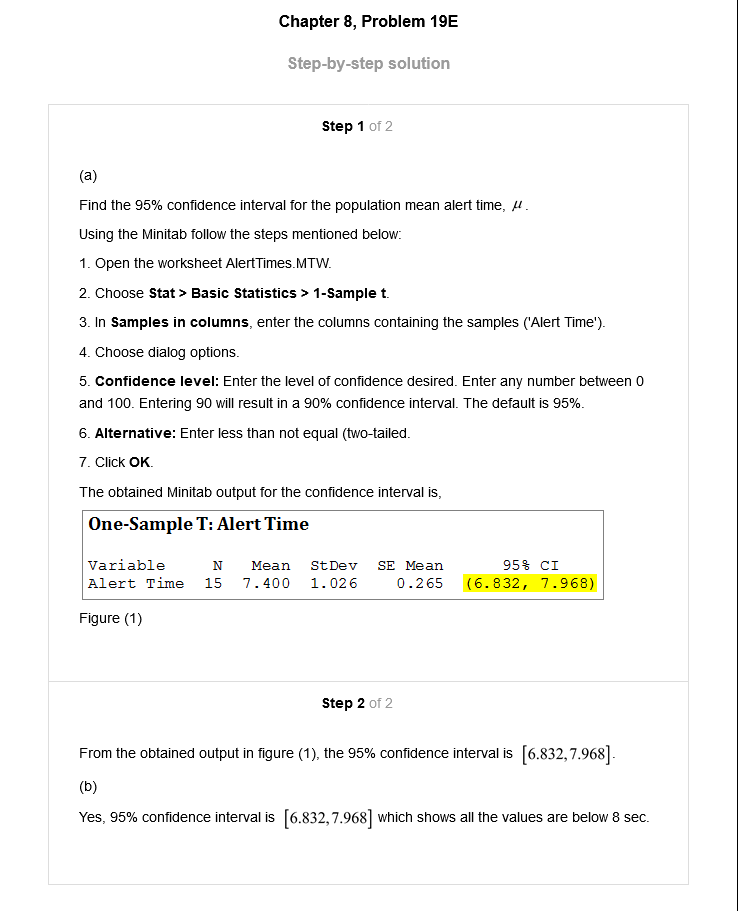 Chapter 8, Problem 19E
Step-by-step solution
Step 1 of 2
(a)
Find the 95% confidence interval for the population mean alert time, μ.
Using the Minitab follow the steps mentioned below:
1. Open the worksheet AlertTimes.MTW.
2. Choose Stat > Basic Statistics > 1-Sample t.
3. In Samples in columns, enter the columns containing the samples ('Alert Time').
4. Choose dialog options.
5. Confidence level: Enter the level of confidence desired. Enter any number between 0
and 100. Entering 90 will result in a 90% confidence interval. The default is 95%.
6. Alternative: Enter less than not equal (two-tailed.
7. Click OK.
The obtained Minitab output for the confidence interval is,
One-Sample T: Alert Time
Variable N Mean StDev SE Mean 95% CI
Alert Time 15 7.400 1.026 0.265 (6.832, 7.968)
Figure (1)
Step 2 of 2
From the obtained output in figure (1), the 95% confidence interval is [6.832,7.968].
(b)
Yes, 95% confidence interval is [6.832,7.968] which shows all the values are below 8 sec.